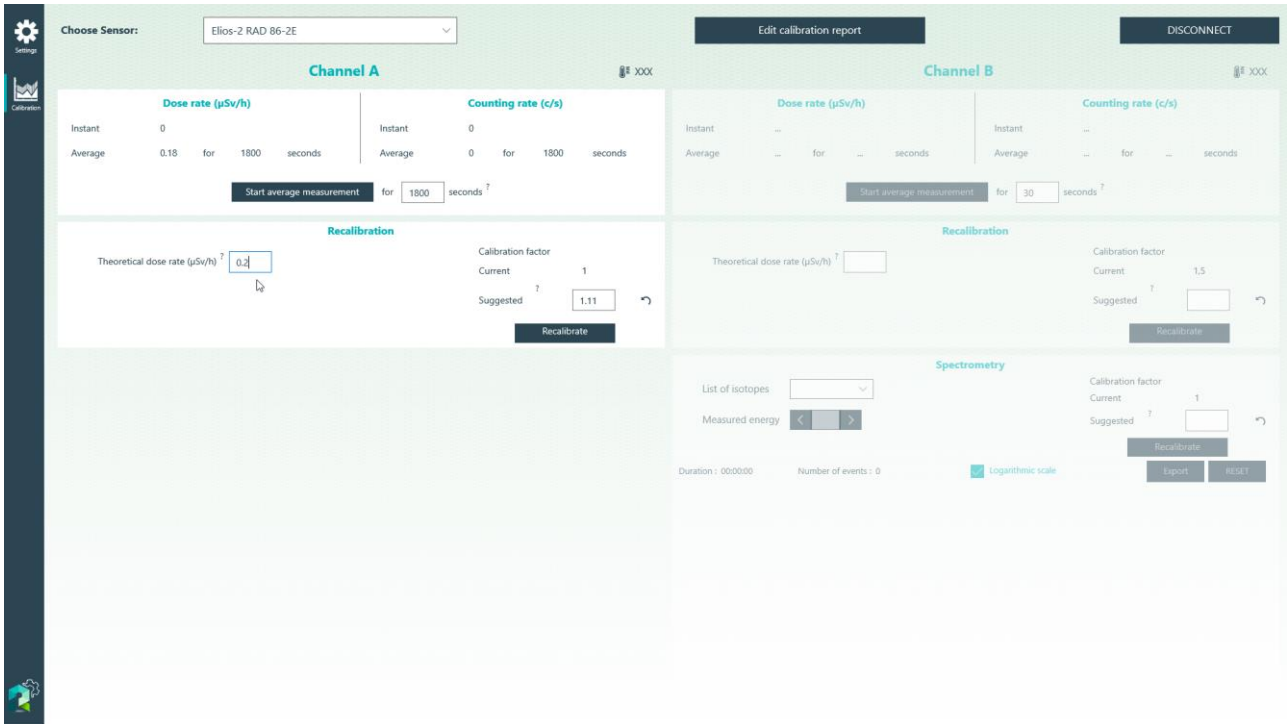 Settings
Calibration
Choose Sensor: Elios-2 RAD 86-2E
Edit calibration report
DISCONNECT
Channel A
XXX
Dose rate (µSv/h)
Instant 0
Average 0.18 for 1800 seconds
Counting rate (c/s)
Instant 0
Average 0 for 1800 seconds
Start average measurement for 1800 seconds ?
Recalibration
Theoretical dose rate (µSv/h) ? 0.2
Calibration factor
Current 1
?
Suggested 1.11
Recalibrate
Channel B
XXX
Dose rate (µSv/h)
Instant ...
Average ... for ... seconds
Counting rate (c/s)
Instant ...
Average ... for ... seconds
Start average measurement for 30 seconds ?
Recalibration
Theoretical dose rate (µSv/h) ?
Calibration factor
Current 1,5
?
Suggested
Recalibrate
Spectrometry
List of isotopes
Measured energy < >
Calibration factor
Current 1
?
Suggested
Recalibrate
Duration : 00:00:00 Number of events : 0 Logarithmic scale Export RESET